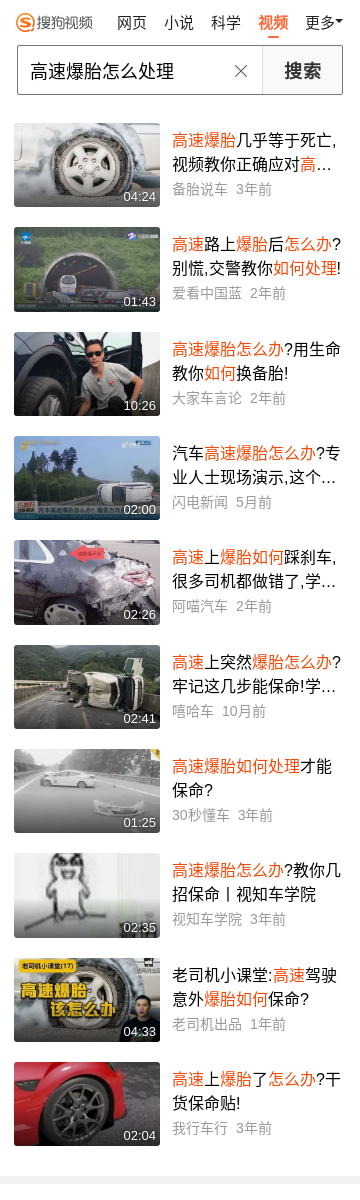 搜狗视频 网页 小说 科学 视频 更多
高速爆胎怎么处理 搜索
高速爆胎几乎等于死亡,
视频教你正确应对高...
04:24
备胎说车 3年前
高速路上爆胎后怎么办?
别慌,交警教你如何处理!
01:43
爱看中国蓝 2年前
高速爆胎怎么办?用生命
教你如何换备胎!
10:26
大家车言论 2年前
汽车高速爆胎怎么办?专
业人士现场演示,这个...
02:00
闪电新闻 5月前
高速上爆胎如何踩刹车,
很多司机都做错了,学...
02:26
阿喵汽车 2年前
高速上突然爆胎怎么办?
牢记这几步能保命!学...
02:41
嘻哈车 10月前
高速爆胎如何处理才能
保命?
01:25
30秒懂车 3年前
高速爆胎怎么办?教你几
招保命丨视知车学院
02:35
视知车学院 3年前
老司机小课堂(17)
高速爆胎
该怎么办
老司机小课堂:高速驾驶
意外爆胎如何保命?
04:33
老司机出品 1年前
高速上爆胎了怎么办?干
货保命贴!
02:04
我行车行 3年前